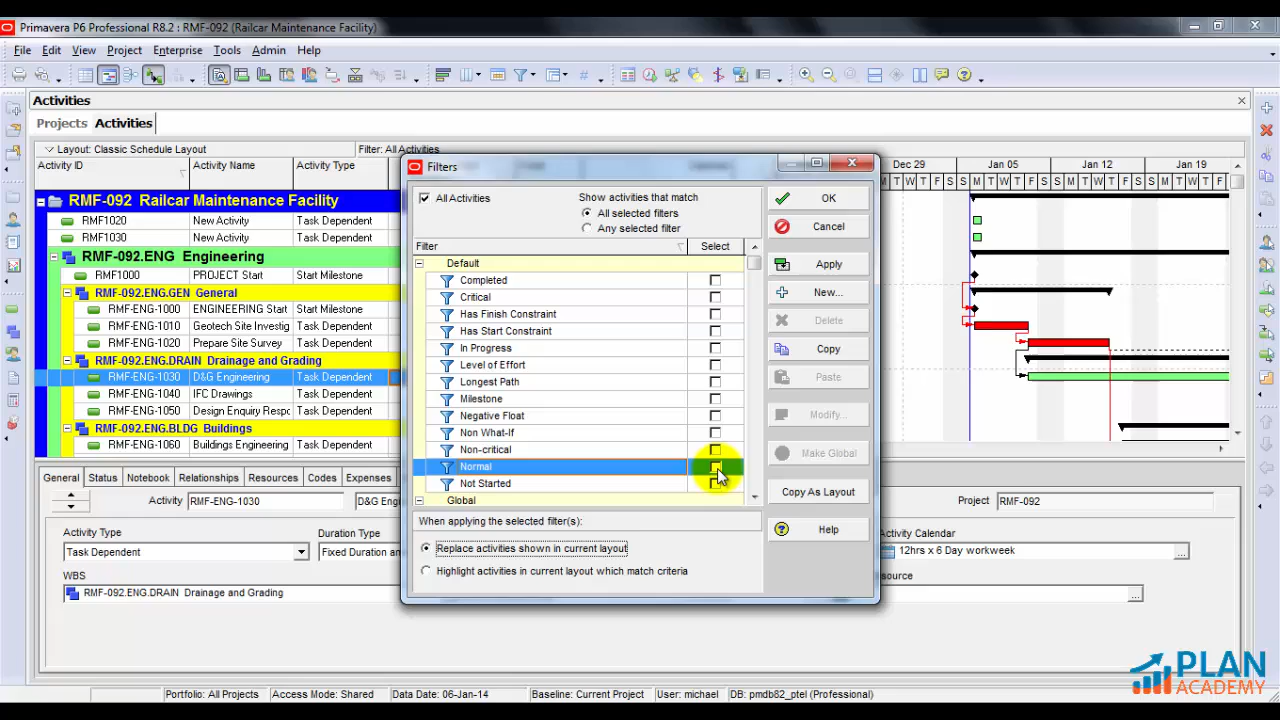 Primavera P6 Professional R8.2 : RMF-092 (Railcar Maintenance Facility)
File Edit View Project Enterprise Tools Admin Help
Activities
Projects Activities
Layout: Classic Schedule Layout Filter: All Activities
Activity ID Activity Name Activity Type
Dec 29 Jan 05 Jan 12 Jan 19
RMF-092 Railcar Maintenance Facility
RMF1020 New Activity Task Dependent
RMF1030 New Activity Task Dependent
RMF-092.ENG Engineering
RMF1000 PROJECT Start Start Milestone
RMF-092.ENG.GEN General
RMF-ENG-1000 ENGINEERING Start Start Milestone
RMF-ENG-1010 Geotech Site Investig Task Dependent
RMF-ENG-1020 Prepare Site Survey Task Dependent
RMF-092.ENG.DRAIN Drainage and Grading
RMF-ENG-1030 D&G Engineering Task Dependent
RMF-ENG-1040 IFC Drawings Task Dependent
RMF-ENG-1050 Design Enquiry Respo Task Dependent
RMF-092.ENG.BLDG Buildings
RMF-ENG-1060 Buildings Engineering Task Dependent
Filters
All Activities
Show activities that match
All selected filters
Any selected filter
Filter Select
Default
Completed
Critical
Has Finish Constraint
Has Start Constraint
In Progress
Level of Effort
Longest Path
Milestone
Negative Float
Non What-If
Non-critical
Normal
Not Started
Global
When applying the selected filter(s):
Replace activities shown in current layout
Highlight activities in current layout which match criteria
OK
Cancel
Apply
New...
Delete
Copy
Paste
Modify...
Make Global
Copy As Layout
Help
General Status Notebook Relationships Resources Codes Expenses
Activity RMF-ENG-1030 D&G Engine Project RMF-092
Activity Type Duration Type Activity Calendar
Task Dependent Fixed Duration an 12hrs x 6 Day workweek
WBS
RMF-092.ENG.DRAIN Drainage and Grading
Portfolio: All Projects Access Mode: Shared Data Date: 06-Jan-14 Baseline: Current Project User: michael DB: pmdb82_ptel (Professional)
PLAN
ACADEMY